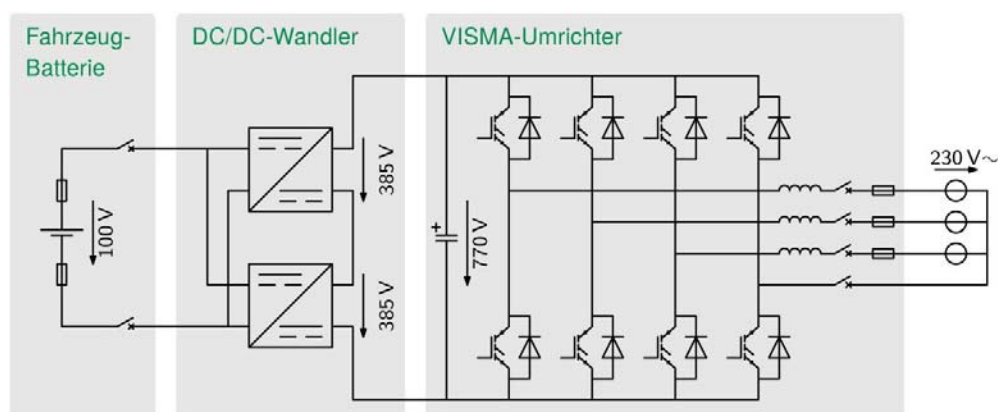 Fahrzeug-
Batterie
DC/DC-Wandler
VISMA-Umrichter
100 V
385 V
385 V
+
770 V
230 V~